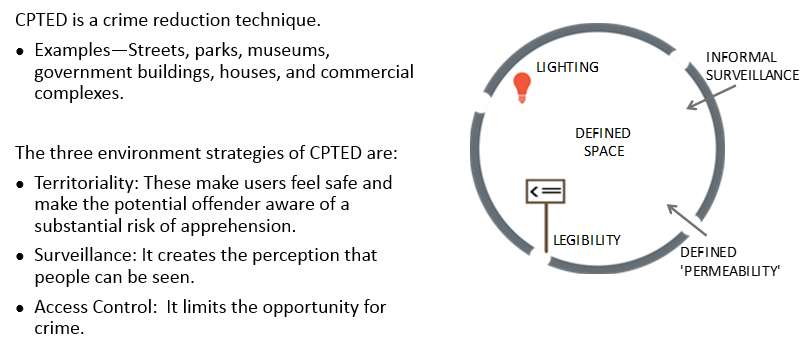 CPTED is a crime reduction technique.
• Examples—Streets, parks, museums,
government buildings, houses, and commercial
complexes.
The three environment strategies of CPTED are:
• Territoriality: These make users feel safe and
make the potential offender aware of a
substantial risk of apprehension.
• Surveillance: It creates the perception that
people can be seen.
• Access Control:  It limits the opportunity for
crime.
LIGHTING
INFORMAL
SURVEILLANCE
DEFINED
SPACE
<=
LEGIBILITY
DEFINED
'PERMEABILITY'